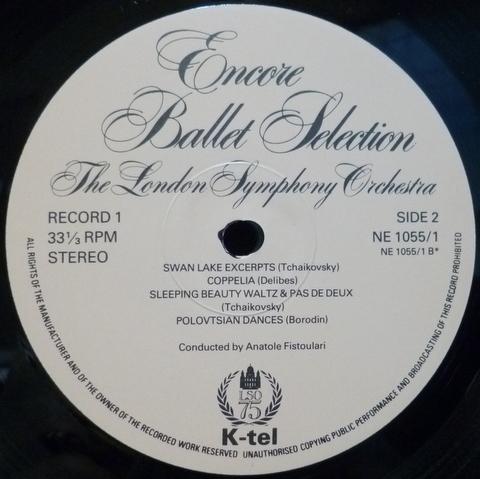 Encore
Ballet Selection
The London Symphony Orchestra
RECORD 1
33⅓ RPM
STEREO
SIDE 2
NE 1055/1
NE 1055/1 B*
SWAN LAKE EXCERPTS (Tchaikovsky)
COPPELIA (Delibes)
SLEEPING BEAUTY WALTZ & PAS DE DEUX
(Tchaikovsky)
POLOVTSIAN DANCES (Borodin)
Conducted by Anatole Fistoulari
LSO
75
K-tel
ALL RIGHTS OF THE MANUFACTURER AND OF THE OWNER OF THE RECORDED WORK RESERVED UNAUTHORISED COPYING PUBLIC PERFORMANCE AND BROADCASTING OF THIS RECORD PROHIBITED